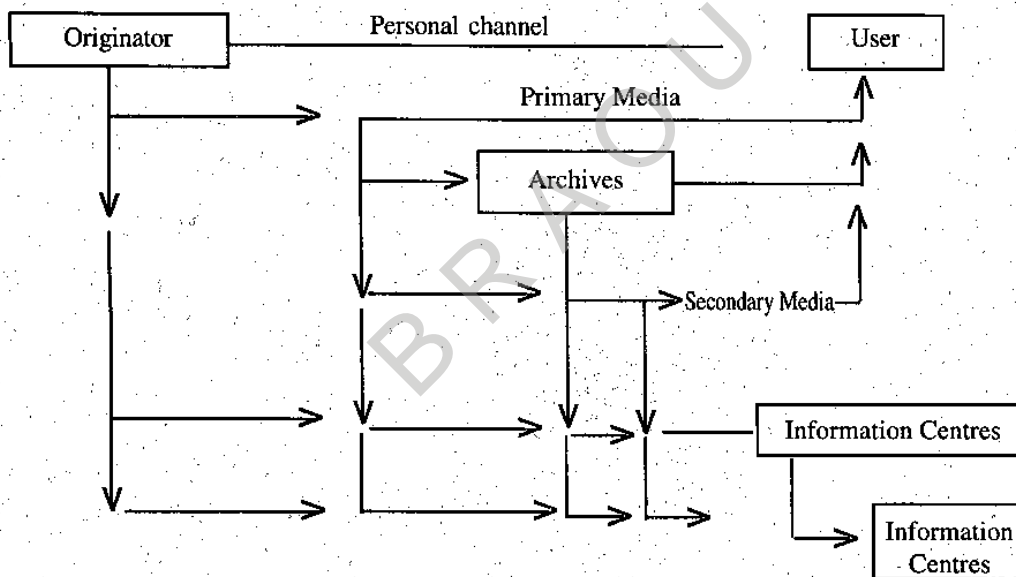 Originator
Personal channel
User
Primary Media
Archives
Secondary Media
Information Centres
Information
Centres
BRAOU